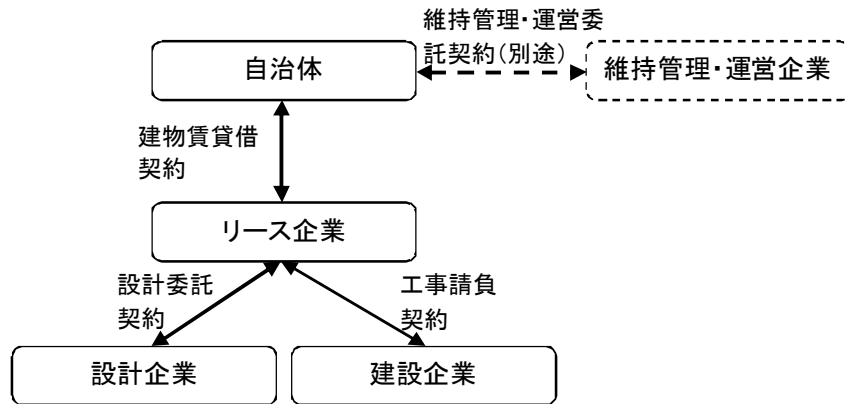 維持管理・運営委
託契約(別途)
自治体
維持管理・運営企業
建物賃貸借
契約
リース企業
設計委託
契約
工事請負
契約
設計企業
建設企業